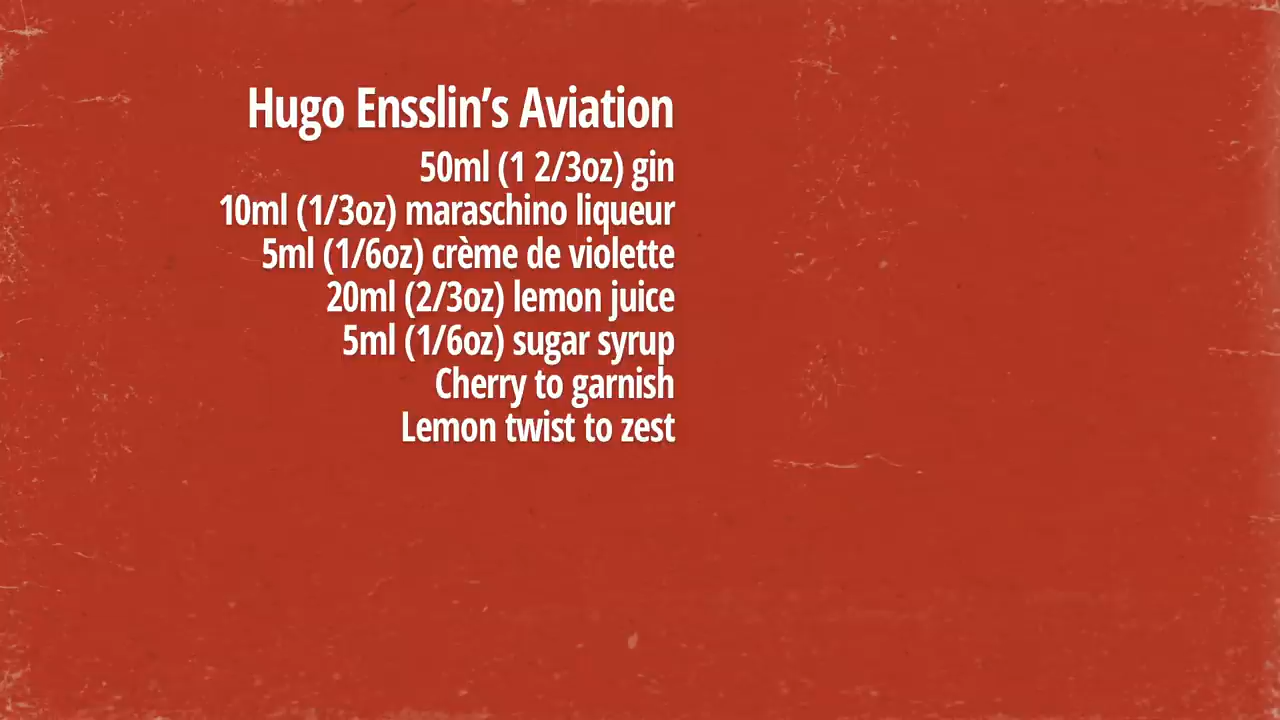 Hugo Ensslin’s Aviation
50ml (1 2/3oz) gin
10ml (1/3oz) maraschino liqueur
5ml (1/6oz) crème de violette
20ml (2/3oz) lemon juice
5ml (1/6oz) sugar syrup
Cherry to garnish
Lemon twist to zest